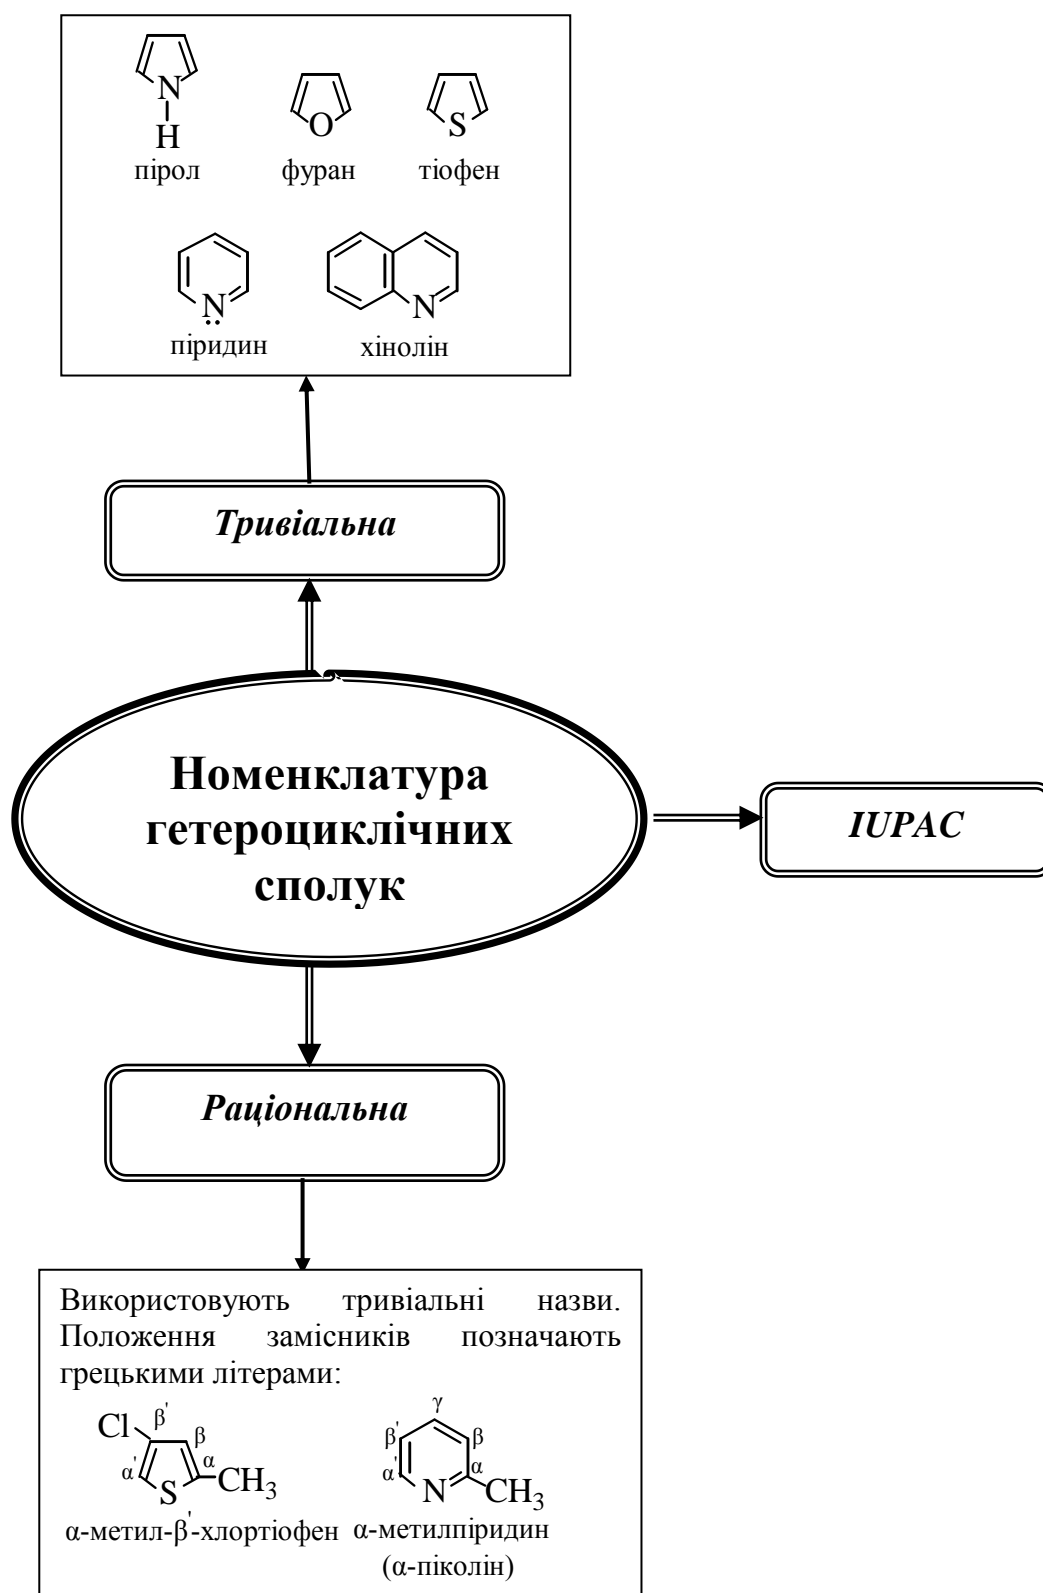 N
H
O
S
пірол
фуран
тіофен
N
N
піридин
хінолін
Тривіальна
Номенклатура
гетероциклічних
сполук
IUPAC
Раціональна
Використовують тривіальні назви.
Положення замісників позначають
грецькими літерами:
Cl
β'
β
α'
α
S
CH3
γ
β'
β
α'
α
N
CH3
α-метил-β'-хлортіофен
α-метилпіридин
(α-піколін)